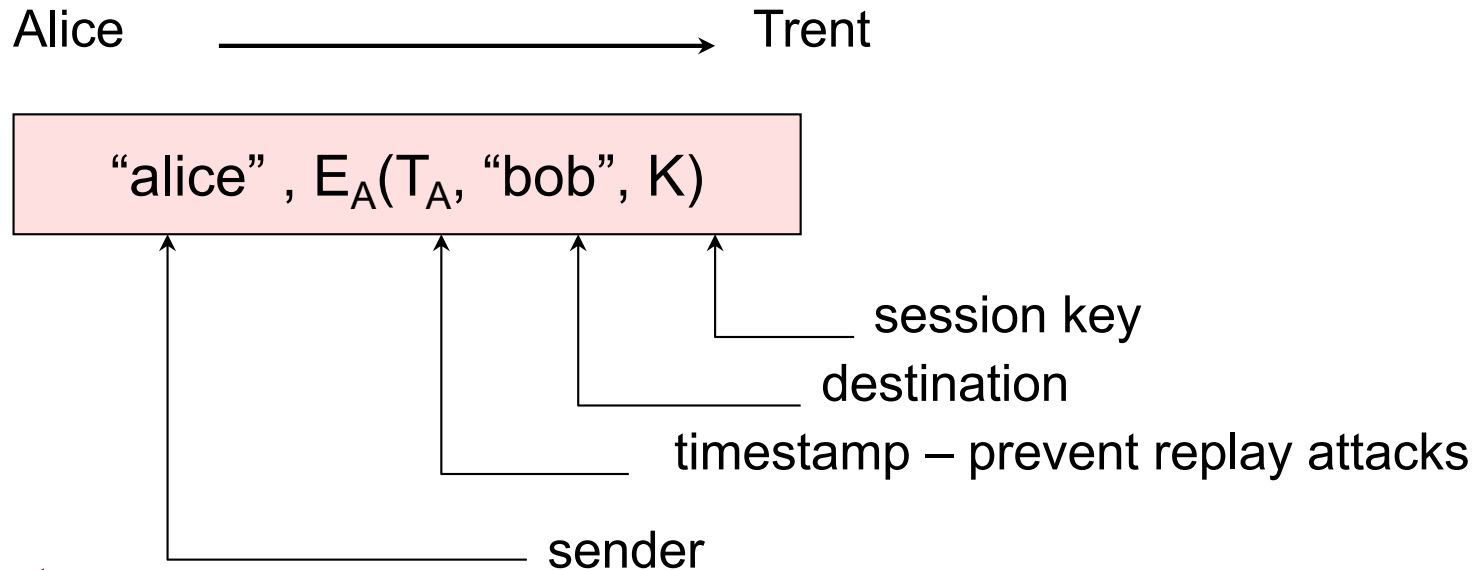 Alice Trent
“alice” , E_A(T_A, “bob”, K)
session key
destination
timestamp – prevent replay attacks
sender